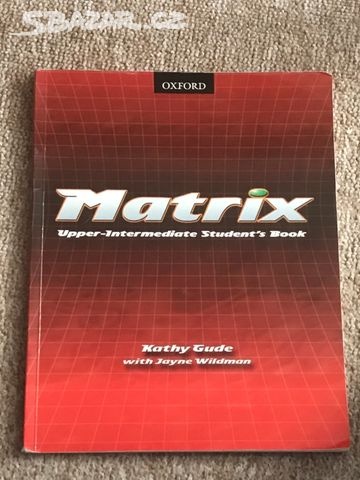 SBAZAR.CZ
OXFORD
Matrix
Upper-Intermediate Student's Book
Kathy Gude
with Jayne Wildman